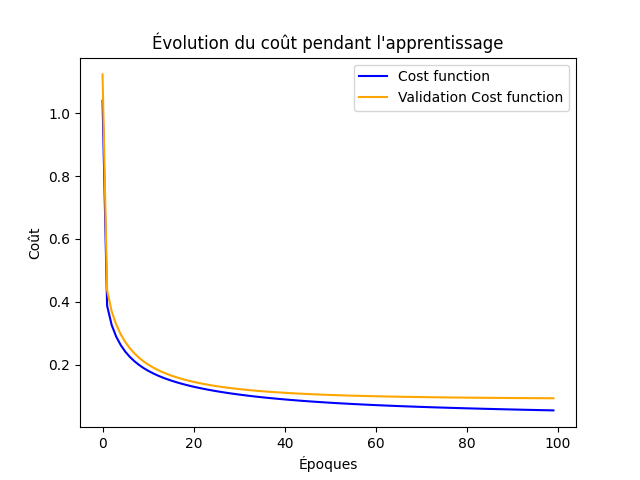 Évolution du coût pendant l'apprentissage
Cost function
Validation Cost function
1.0
0.8
0.6
0.4
0.2
Coût
0 20 40 60 80 100
Époques